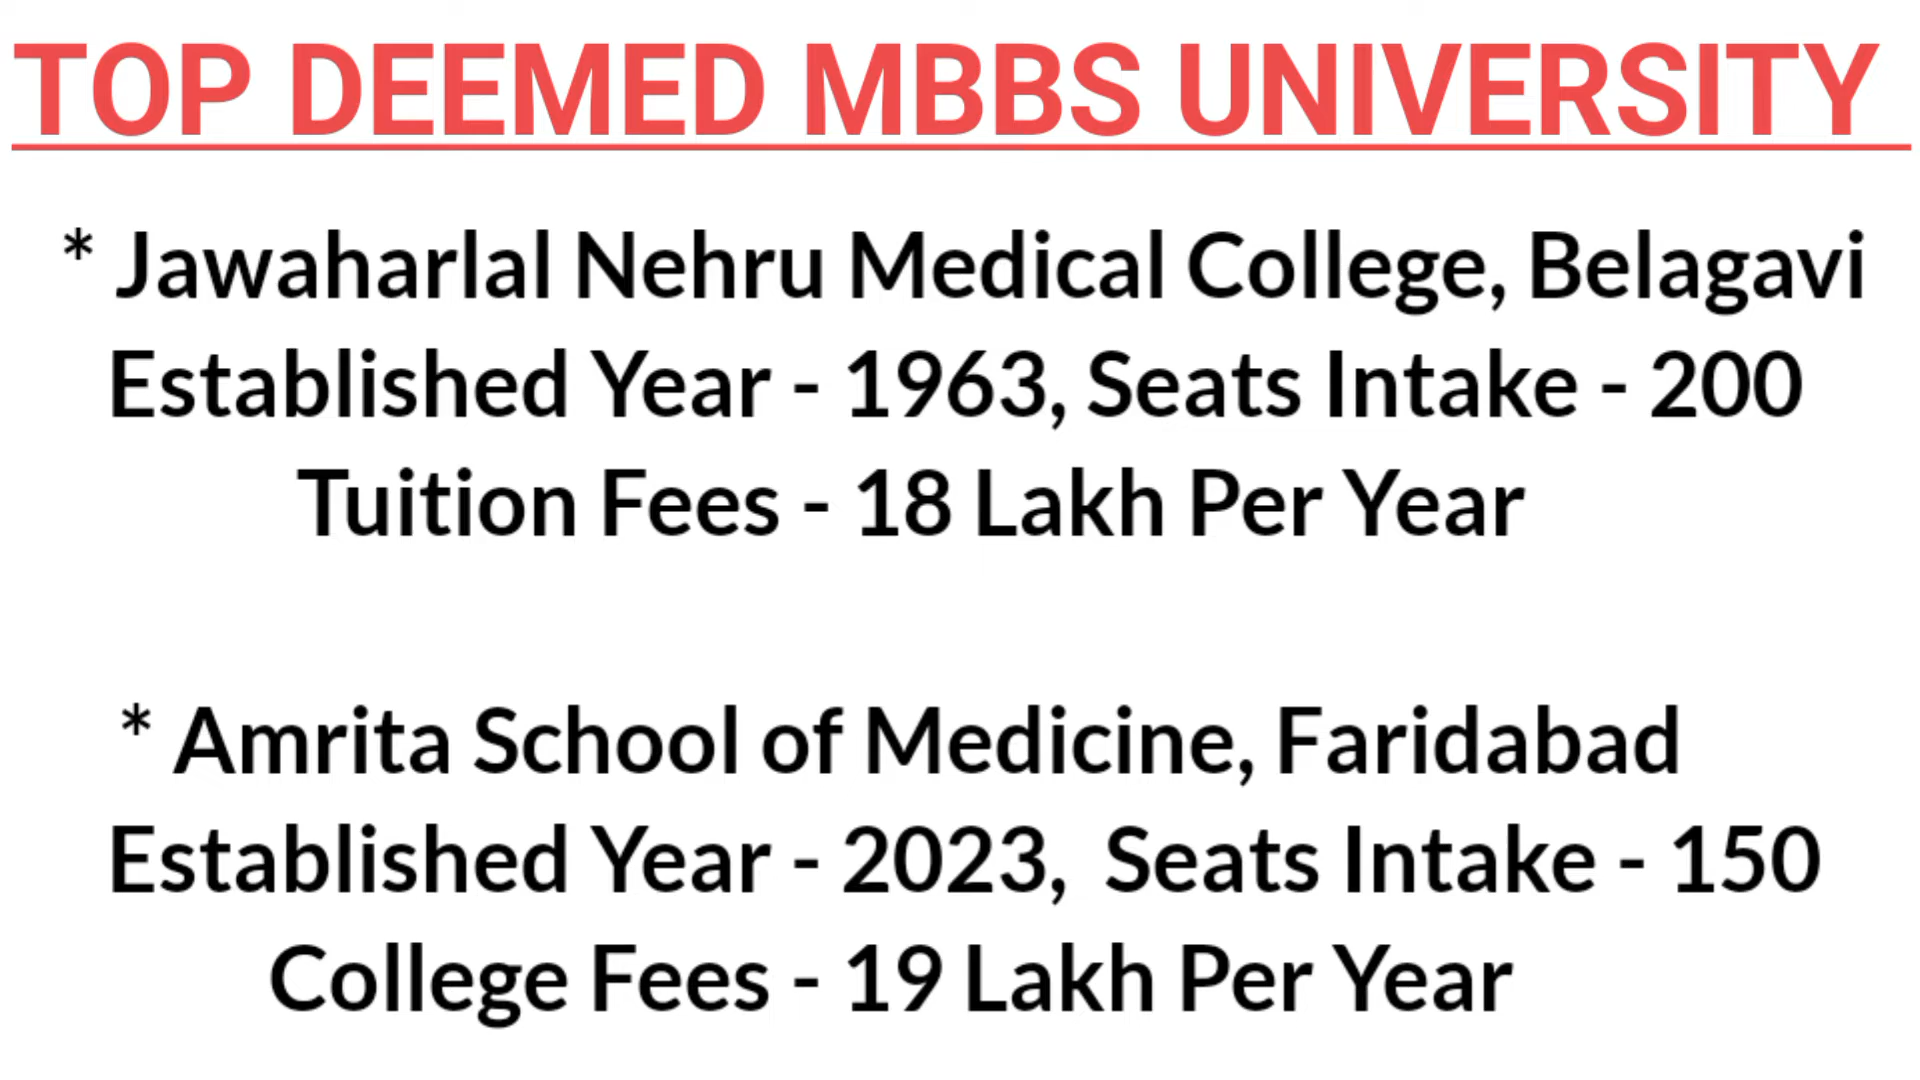 TOP DEEMED MBBS UNIVERSITY
* Jawaharlal Nehru Medical College, Belagavi
Established Year - 1963, Seats Intake - 200
Tuition Fees - 18 Lakh Per Year
* Amrita School of Medicine, Faridabad
Established Year - 2023, Seats Intake - 150
College Fees - 19 Lakh Per Year